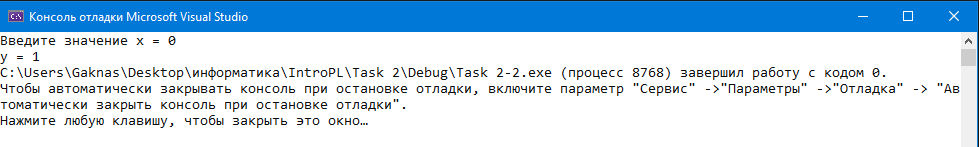 Консоль отладки Microsoft Visual Studio
Введите значение x = 0
y = 1
C:\Users\Gaknas\Desktop\информатика\IntroPL\Task 2\Debug\Task 2-2.exe (процесс 8768) завершил работу с кодом 0.
Чтобы автоматически закрывать консоль при остановке отладки, включите параметр "Сервис" ->"Параметры" ->"Отладка" -> "Ав
томатически закрыть консоль при остановке отладки".
Нажмите любую клавишу, чтобы закрыть это окно…